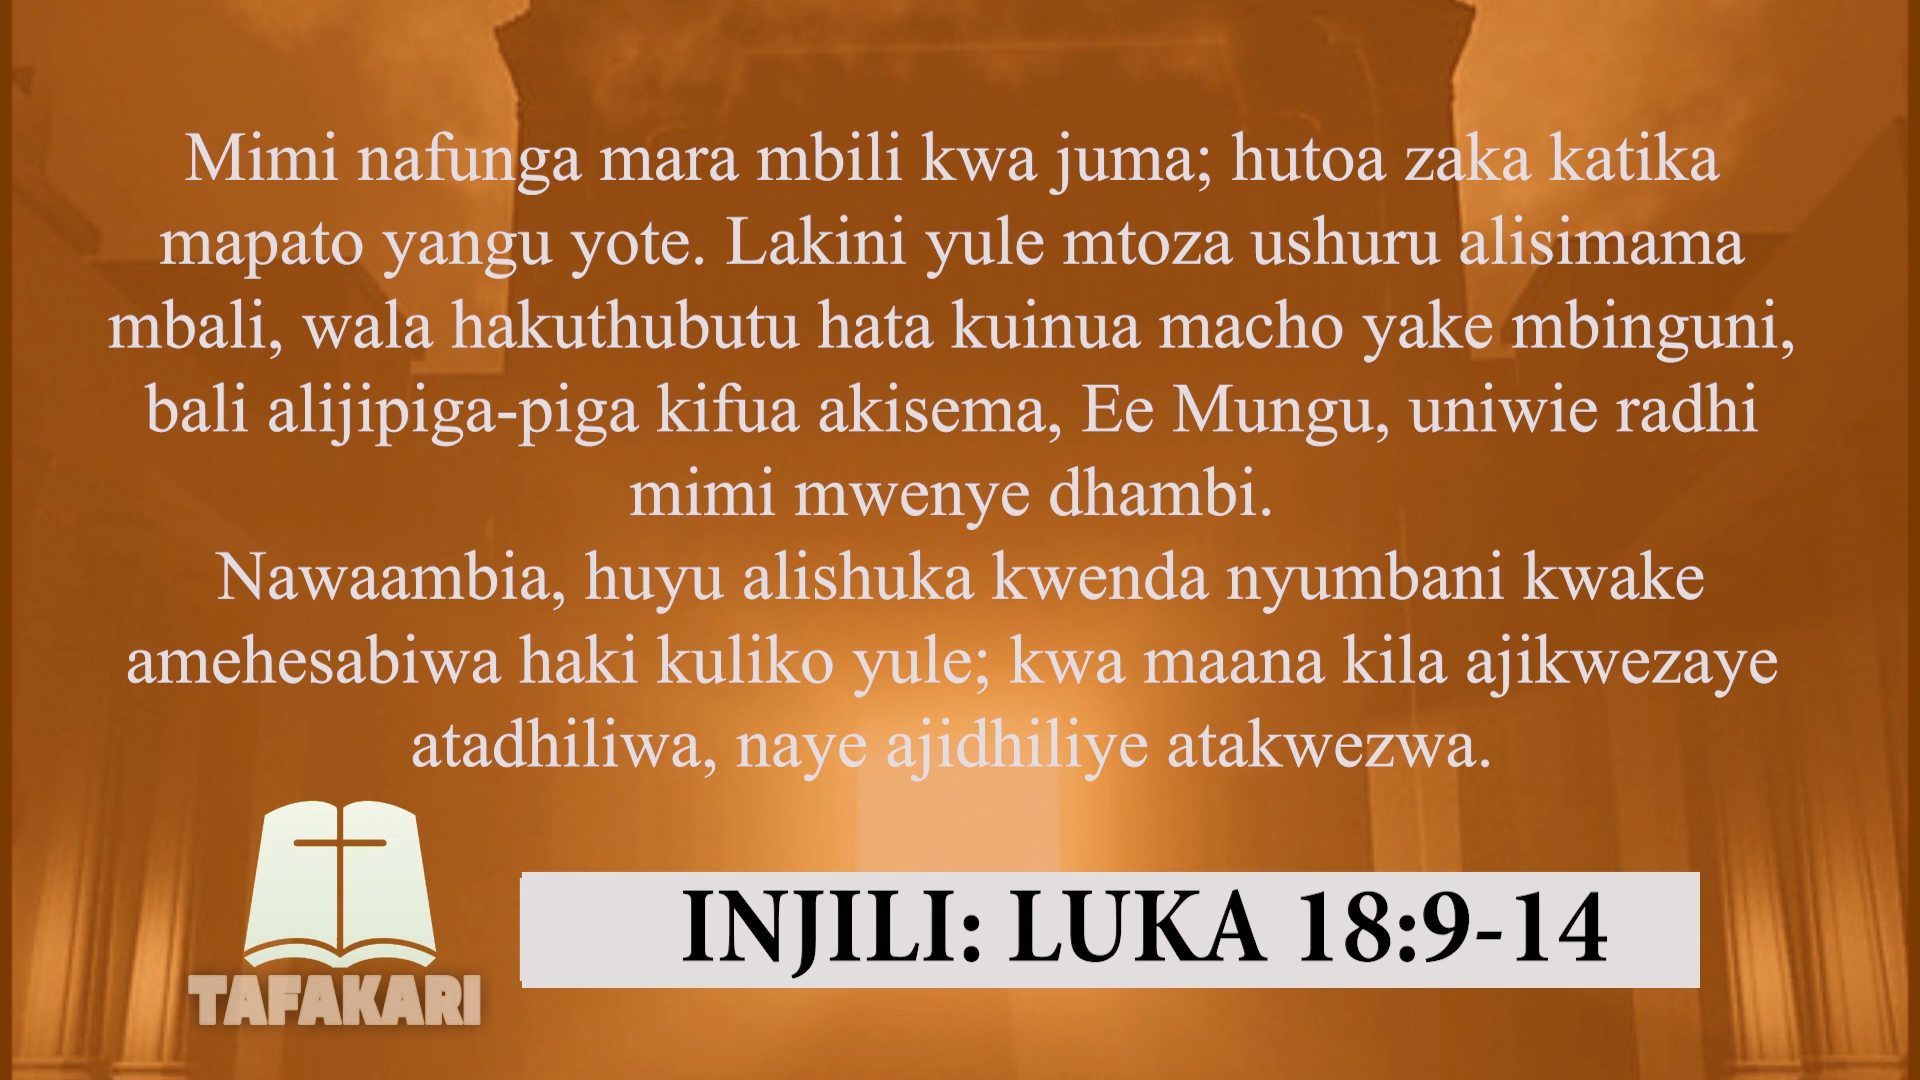 Mimi nafunga mara mbili kwa juma; hutoa zaka katika
mapato yangu yote. Lakini yule mtoza ushuru alisimama
mbali, wala hakuthubutu hata kuinua macho yake mbinguni,
bali alijipiga-piga kifua akisema, Ee Mungu, uniwie radhi
mimi mwenye dhambi.
Nawaambia, huyu alishuka kwenda nyumbani kwake
amehesabiwa haki kuliko yule; kwa maana kila ajikwezaye
atadhiliwa, naye ajidhiliye atakwezwa.
INJILI: LUKA 18:9-14
TAFAKARI